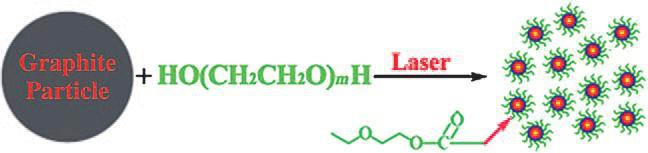 Graphite
Particle
+ HO(CH₂CH₂O)ₘH
Laser
O
O
O
C